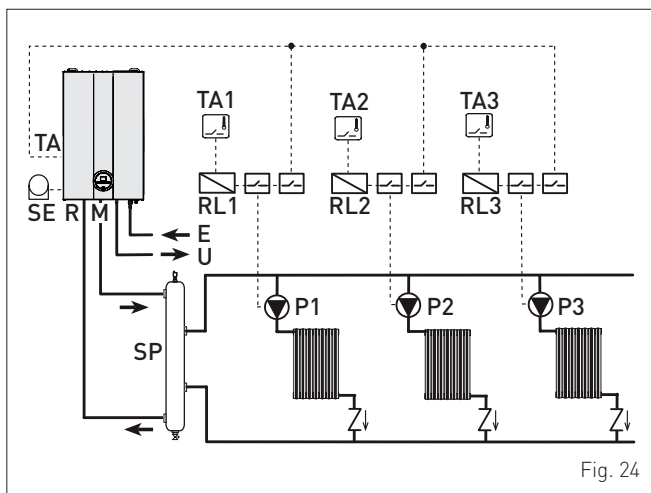 TA1 TA2 TA3
TA
RL1 RL2 RL3
SE R M
E
U
P1 P2 P3
SP
Fig. 24